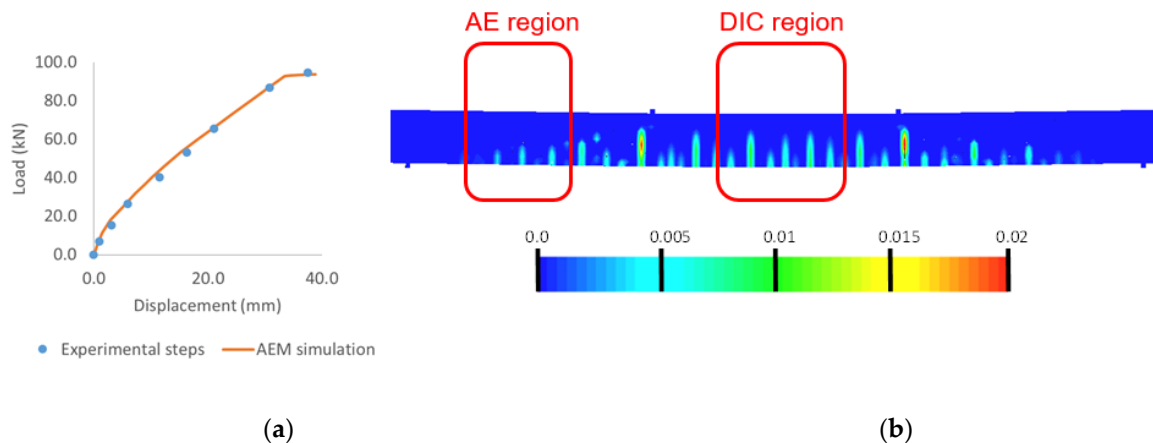 AE region
DIC region
100.0
80.0
60.0
40.0
20.0
0.0
Load (kN)
0.0 20.0 40.0
Displacement (mm)
Experimental steps AEM simulation
0.0 0.005 0.01 0.015 0.02
(a) (b)